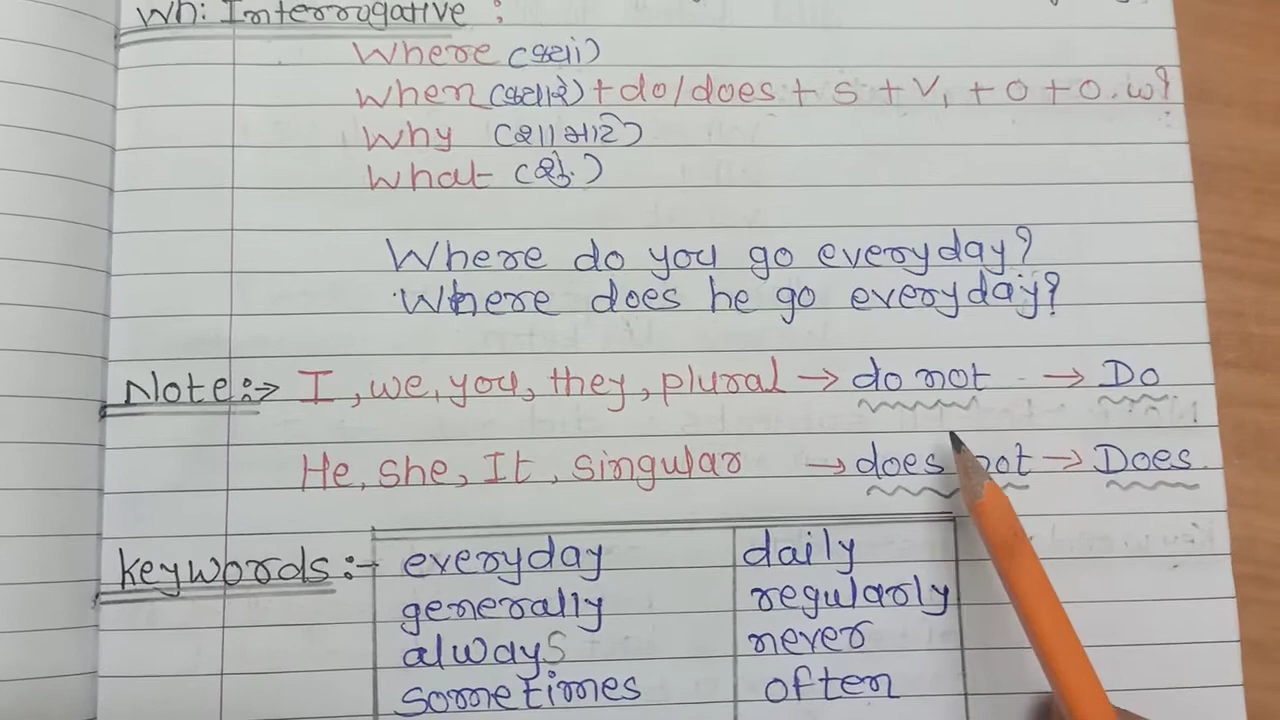 Wh: Interrogative :
Where (ક્યાં)
When (ક્યારે) + do/does + S + V₁ + O + O.W?
Why (શા માટે)
What (શું)
Where do you go everyday?
Where does he go everyday?
Note:→ I, we, you, they, plural → do not → Do
He, she, It, singular → does not → Does
Keywords:- everyday daily
generally regularly
always never
sometimes often